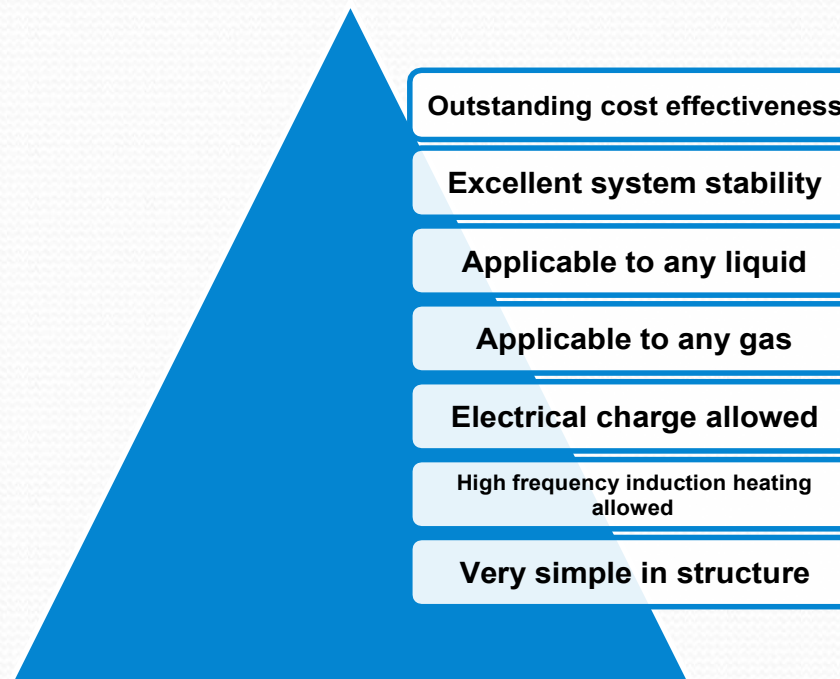 Outstanding cost effectiveness
Excellent system stability
Applicable to any liquid
Applicable to any gas
Electrical charge allowed
High frequency induction heating
allowed
Very simple in structure